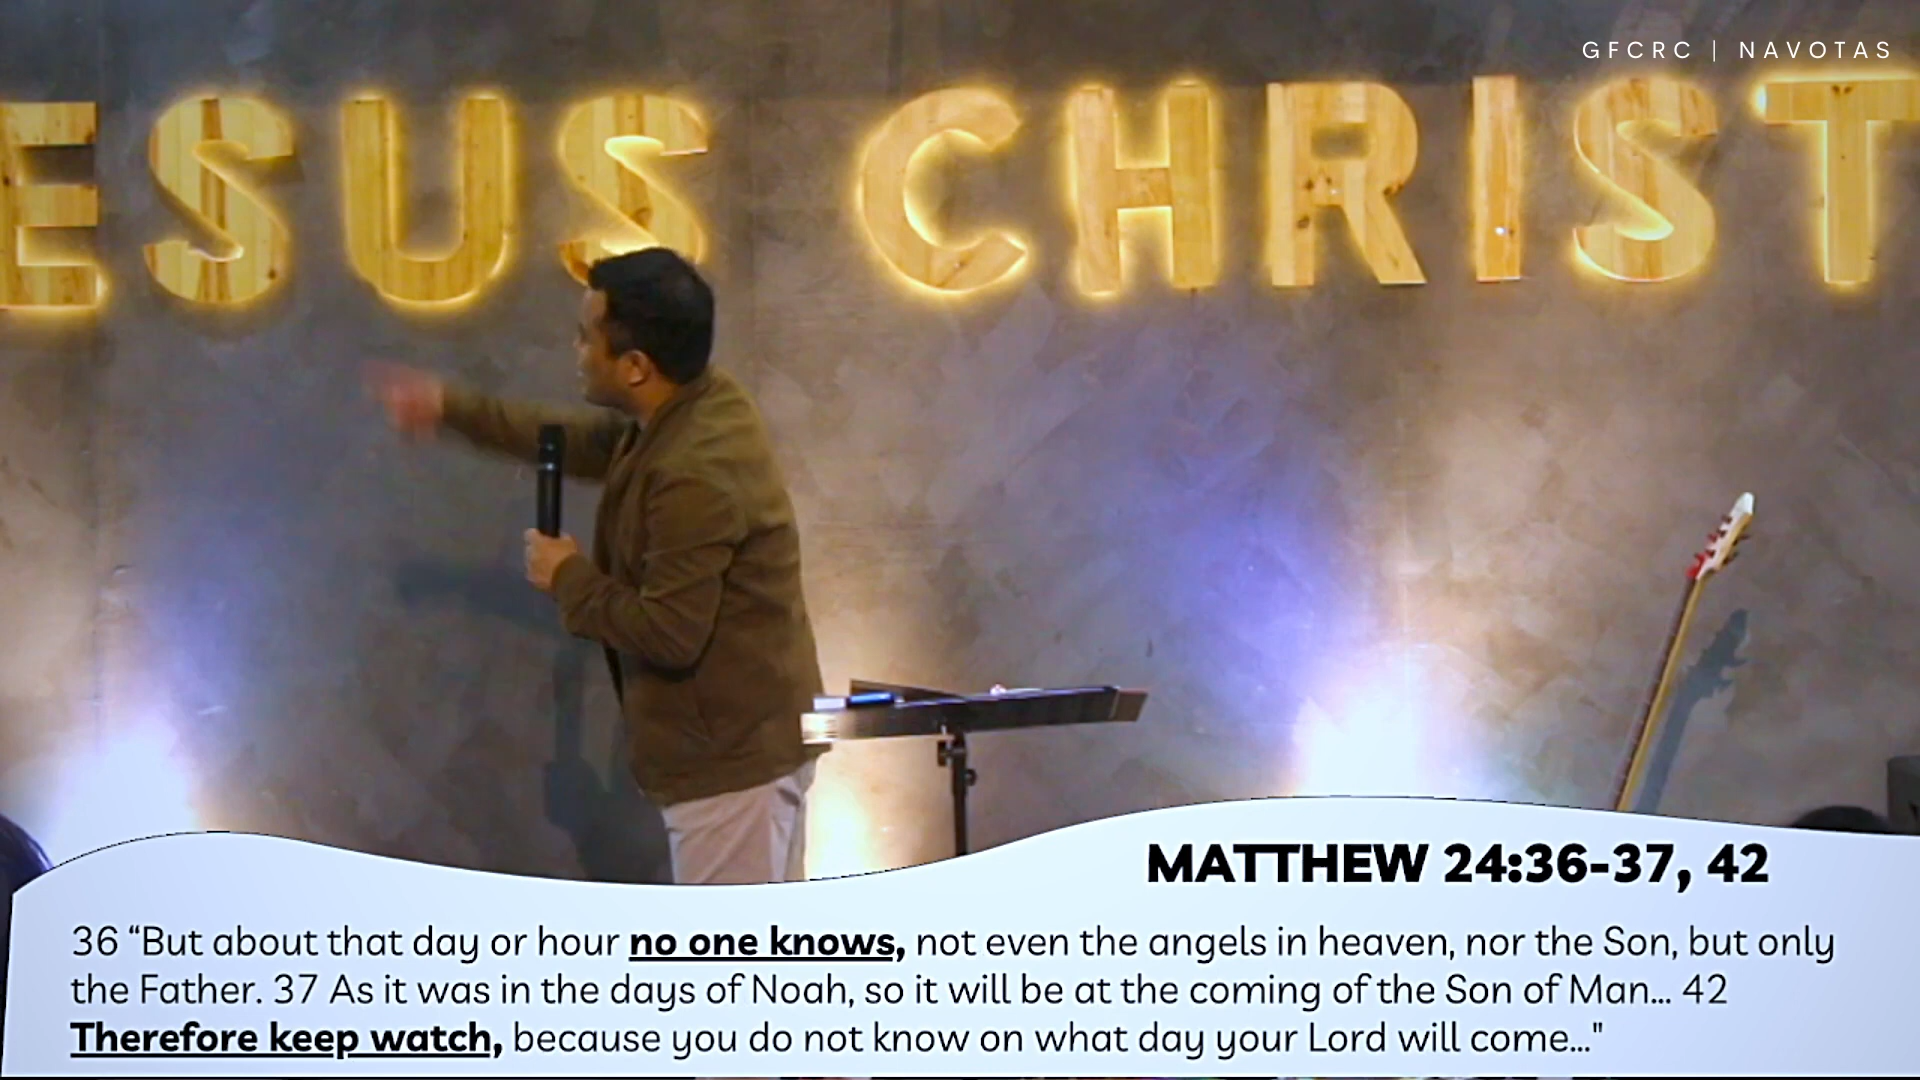 GFCRC | NAVOTAS
ESUS CHRIST
MATTHEW 24:36-37, 42
36 “But about that day or hour no one knows, not even the angels in heaven, nor the Son, but only
the Father. 37 As it was in the days of Noah, so it will be at the coming of the Son of Man... 42
Therefore keep watch, because you do not know on what day your Lord will come..."